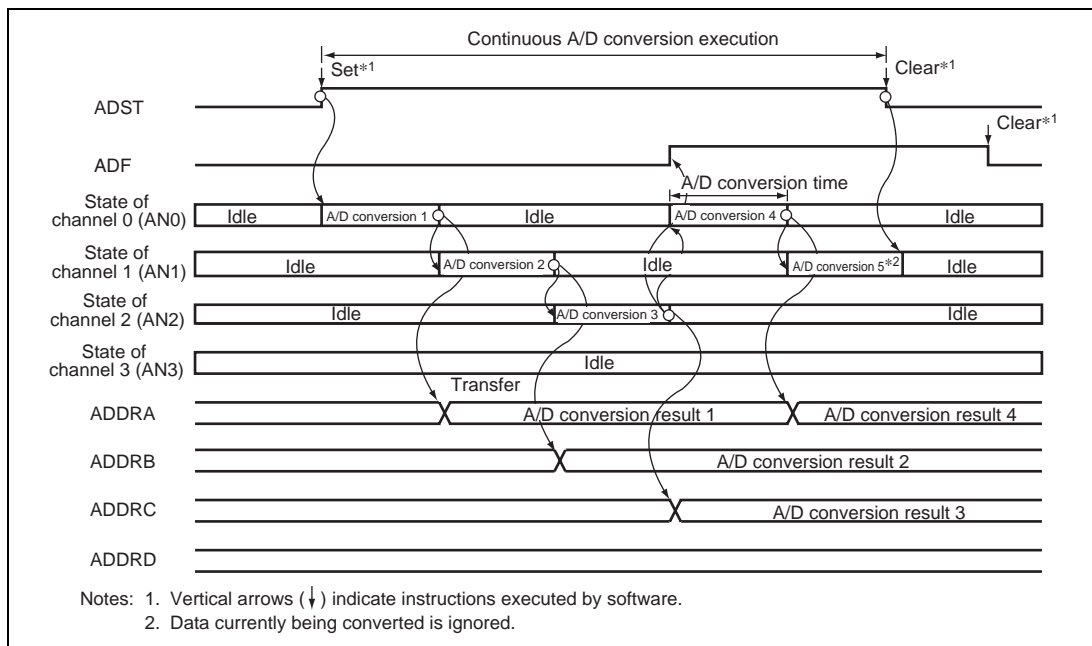 Continuous A/D conversion execution
Set*1
Clear*1
ADST
Clear*1
ADF
A/D conversion time
State of
channel 0 (AN0)
Idle
A/D conversion 1
Idle
A/D conversion 4
Idle
State of
channel 1 (AN1)
Idle
A/D conversion 2
Idle
A/D conversion 5*2
Idle
State of
channel 2 (AN2)
Idle
A/D conversion 3
Idle
State of
channel 3 (AN3)
Idle
Transfer
ADDRA
A/D conversion result 1
A/D conversion result 4
ADDRB
A/D conversion result 2
ADDRC
A/D conversion result 3
ADDRD
Notes: 1. Vertical arrows (↓) indicate instructions executed by software.
2. Data currently being converted is ignored.